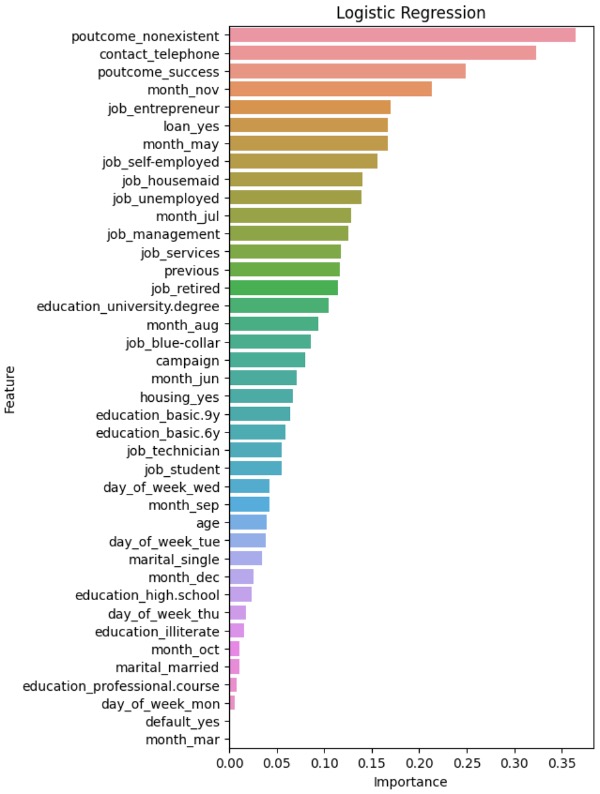 Logistic Regression
poutcome_nonexistent
contact_telephone
poutcome_success
month_nov
job_entrepreneur
loan_yes
month_may
job_self-employed
job_housemaid
job_unemployed
month_jul
job_management
job_services
previous
job_retired
education_university.degree
month_aug
job_blue-collar
campaign
month_jun
housing_yes
education_basic.9y
education_basic.6y
job_technician
job_student
day_of_week_wed
month_sep
age
day_of_week_tue
marital_single
month_dec
education_high.school
day_of_week_thu
education_illiterate
month_oct
marital_married
education_professional.course
day_of_week_mon
default_yes
month_mar
Feature
0.00 0.05 0.10 0.15 0.20 0.25 0.30 0.35
Importance